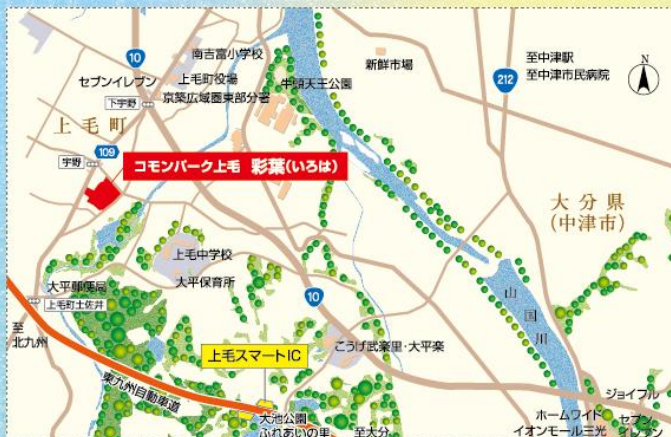 10
南吉富小学校
新鮮市場
至中津駅
至中津市民病院
N
212
セブンイレブン
上毛町役場
京築広域圏東部分署
牛頭天王公園
下宇野
上毛町
109
宇野
コモンパーク上毛 彩葉(いろは)
大分県
(中津市)
上毛中学校
大平保育所
大平郵便局
上毛町土佐井
10
山国川
至
北九州
上毛スマートIC
こうげ武楽里・大平楽
東九州自動車道
大池公園
ふれあいの里
至大分
ジョイフル
ホームワイド
イオンモール三光
セブン
イレブン